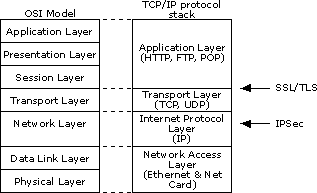 OSI Model
TCP/IP protocol
stack
Application Layer
Presentation Layer
Session Layer
Transport Layer
Network Layer
Data Link Layer
Physical Layer
Application Layer
(HTTP, FTP, POP)
Transport Layer
(TCP, UDP)
Internet Protocol
Layer
(IP)
Network Access
Layer
(Ethernet & Net
Card)
SSL/TLS
IPSec